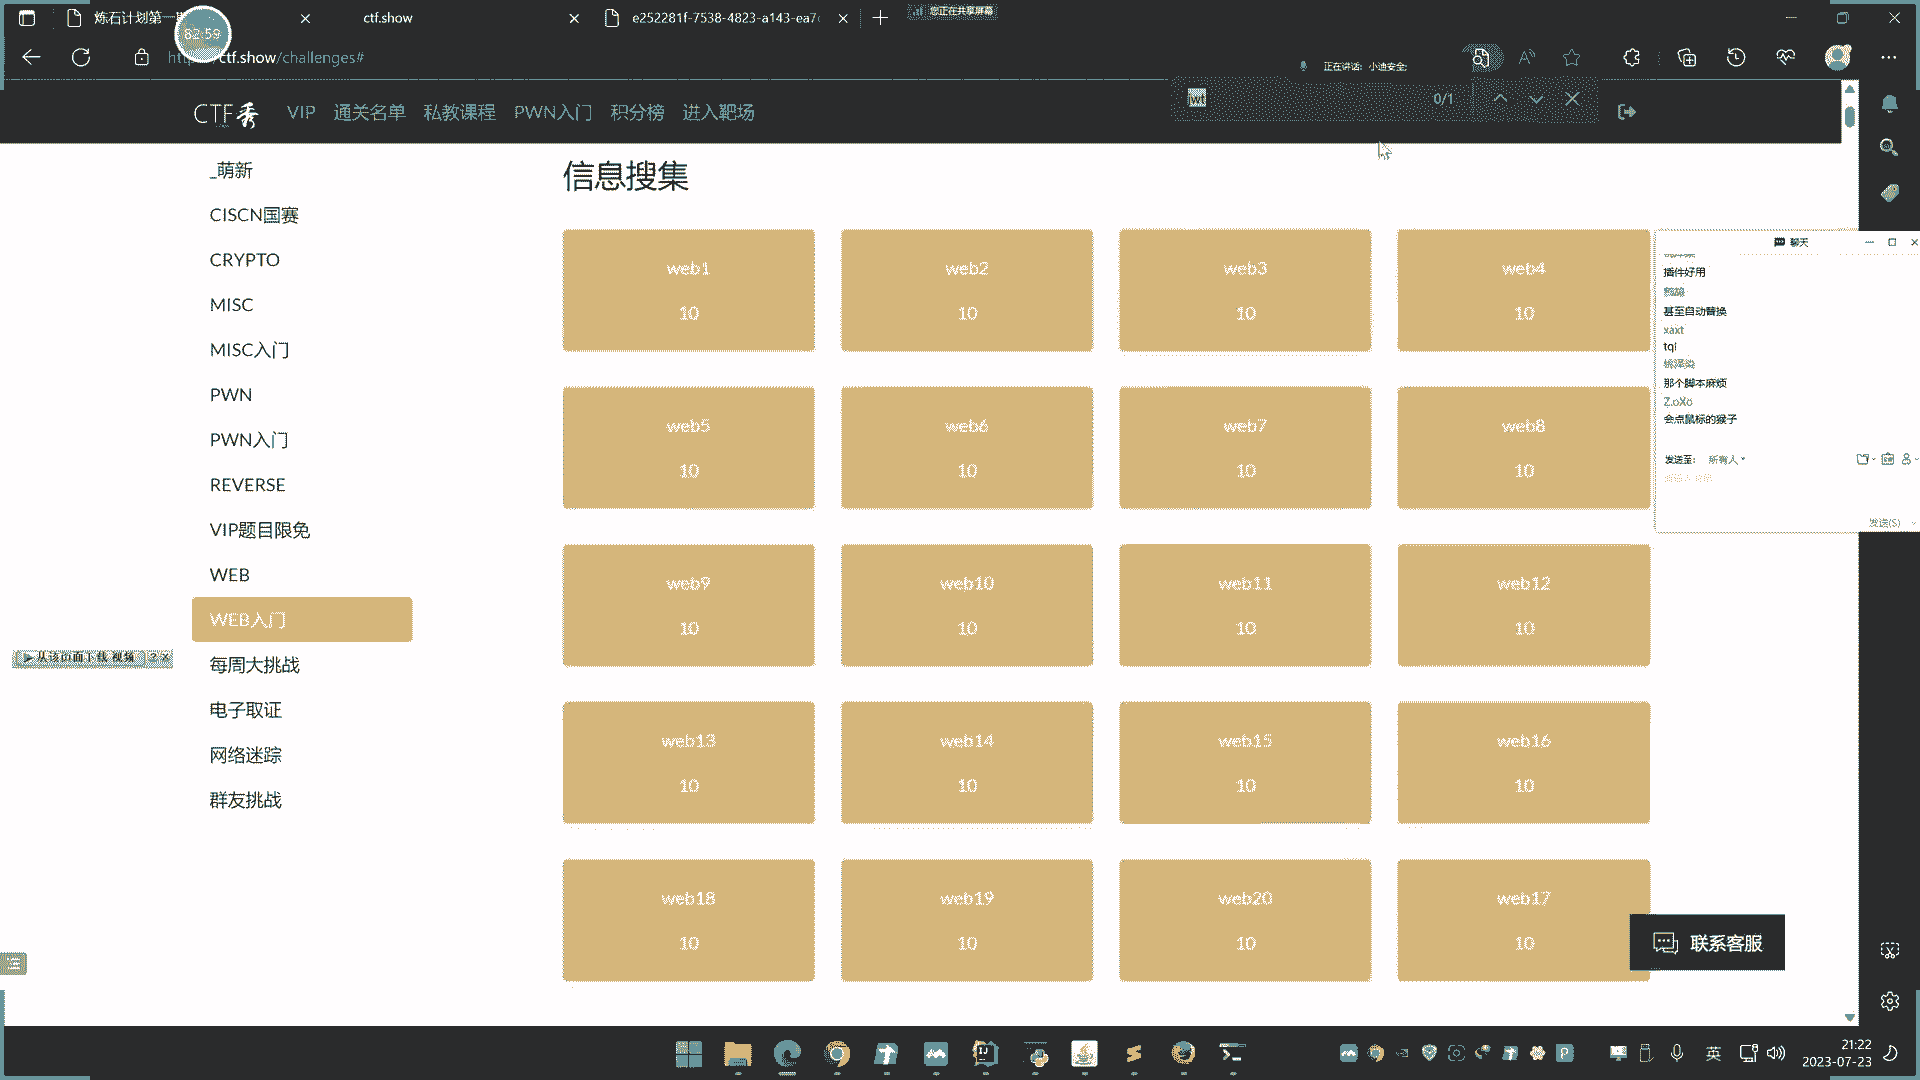 炼石计划第一
82:59
ctf.show
e252281f-7538-4823-a143-ea7
您正在共享屏幕
ctf.show/challenges#
正在讲话: 小迪安全;
0/1
CTF秀
VIP
通关名单
私教课程
PWN入门
积分榜
进入靶场
_萌新
CISCN国赛
CRYPTO
MISC
MISC入门
PWN
PWN入门
REVERSE
VIP题目限免
WEB
WEB入门
每周大挑战
电子取证
网络迷踪
群友挑战
信息搜集
web1
10
web2
10
web3
10
web4
10
web5
10
web6
10
web7
10
web8
10
web9
10
web10
10
web11
10
web12
10
web13
10
web14
10
web15
10
web16
10
web18
10
web19
10
web20
10
web17
10
聊天
插件好用
甚至自动替换
xaxt
tql
那个脚本麻烦
Z.oXo
会点鼠标的猴子
发送至:
所有人
发送(S)
从该页面下载 视频
? x
联系客服
英
21:22
2023-07-23